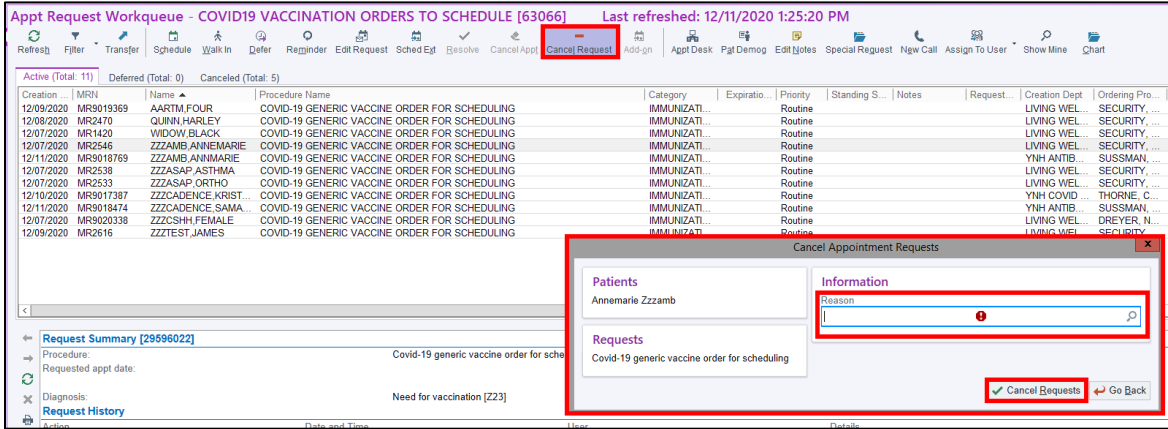 Appt Request Workqueue - COVID19 VACCINATION ORDERS TO SCHEDULE [63066] Last refreshed: 12/11/2020 1:25:20 PM
Refresh Filter Transfer Schedule Walk In Defer Reminder Edit Request Sched Ext Resolve Cancel Appt Cancel Request Add-on Appt Desk Pat Demog Edit Notes Special Request New Call Assign To User Show Mine Chart
Active (Total: 11) Deferred (Total: 0) Canceled (Total: 5)
Creation ... MRN Name Procedure Name Category Expiratio... Priority Standing S... Notes Request... Creation Dept Ordering Pro...
12/09/2020 MR9019369 AARTM,FOUR COVID-19 GENERIC VACCINE ORDER FOR SCHEDULING IMMUNIZATI... Routine LIVING WEL... SECURITY, ...
12/08/2020 MR2470 QUINN,HARLEY COVID-19 GENERIC VACCINE ORDER FOR SCHEDULING IMMUNIZATI... Routine LIVING WEL... SECURITY, ...
12/07/2020 MR1420 WIDOW,BLACK COVID-19 GENERIC VACCINE ORDER FOR SCHEDULING IMMUNIZATI... Routine LIVING WEL... SECURITY, ...
12/07/2020 MR2546 ZZZAMB,ANNEMARIE COVID-19 GENERIC VACCINE ORDER FOR SCHEDULING IMMUNIZATI... Routine LIVING WEL... SECURITY, ...
12/11/2020 MR9018769 ZZZAMB,ANNMARIE COVID-19 GENERIC VACCINE ORDER FOR SCHEDULING IMMUNIZATI... Routine YNH ANTIB... SUSSMAN, ...
12/07/2020 MR2538 ZZZASAP,ASTHMA COVID-19 GENERIC VACCINE ORDER FOR SCHEDULING IMMUNIZATI... Routine LIVING WEL... SECURITY, ...
12/07/2020 MR2533 ZZZASAP,ORTHO COVID-19 GENERIC VACCINE ORDER FOR SCHEDULING IMMUNIZATI... Routine LIVING WEL... SECURITY, ...
12/10/2020 MR9017387 ZZZCADENCE,KRIST... COVID-19 GENERIC VACCINE ORDER FOR SCHEDULING IMMUNIZATI... Routine YNH COVID ... THORNE, C...
12/11/2020 MR9018474 ZZZCADENCE,SAMA... COVID-19 GENERIC VACCINE ORDER FOR SCHEDULING IMMUNIZATI... Routine YNH ANTIB... SUSSMAN, ...
12/07/2020 MR9020338 ZZZCSHH,FEMALE COVID-19 GENERIC VACCINE ORDER FOR SCHEDULING IMMUNIZATI... Routine LIVING WEL... DREYER, N...
12/09/2020 MR2616 ZZZTEST,JAMES COVID-19 GENERIC VACCINE ORDER FOR SCHEDULING IMMUNIZATI... Routine LIVING WEL... SECURITY, ...
Cancel Appointment Requests
Patients
Annemarie Zzzamb
Information
Reason
Requests
Covid-19 generic vaccine order for scheduling
Cancel Requests Go Back
Request Summary [29596022]
Procedure: Covid-19 generic vaccine order for sche
Requested appt date:
Diagnosis: Need for vaccination [Z23]
Request History
Action Date and Time User Details